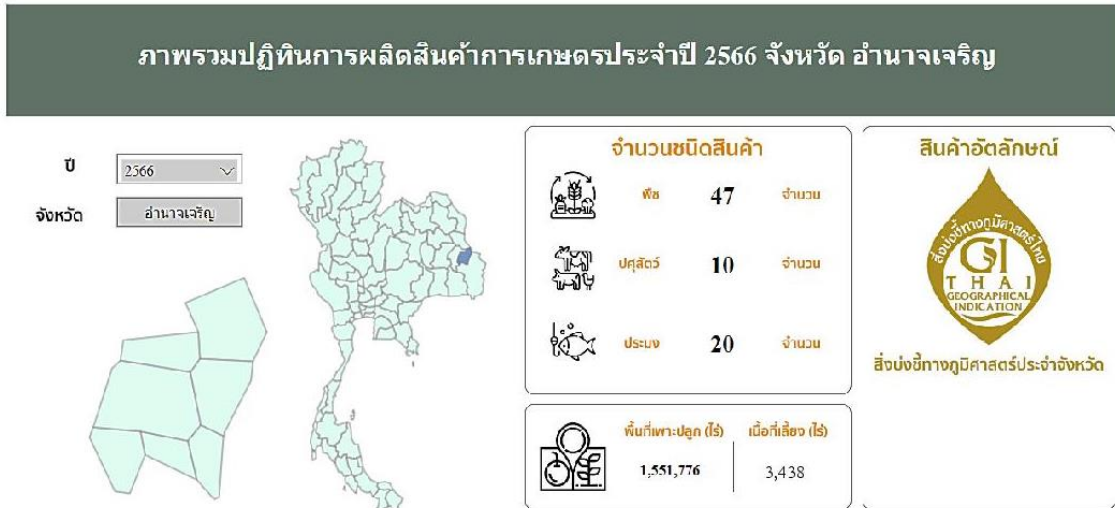 ภาพรวมปฏิทินการผลิตสินค้าการเกษตรประจำปี 2566 จังหวัด อำนาจเจริญ
ปี
2566
จังหวัด
อำนาจเจริญ
จำนวนชนิดสินค้า
พืช 47 จำนวน
ปศุสัตว์ 10 จำนวน
ประมง 20 จำนวน
พื้นที่เพาะปลูก (ไร่) เนื้อที่เลี้ยง (ไร่)
1,551,776 3,438
สินค้าอัตลักษณ์
สิ่งบ่งชี้ทางภูมิศาสตร์ไทย
GI
THAI
GEOGRAPHICAL
INDICATION
สิ่งบ่งชี้ทางภูมิศาสตร์ประจำจังหวัด